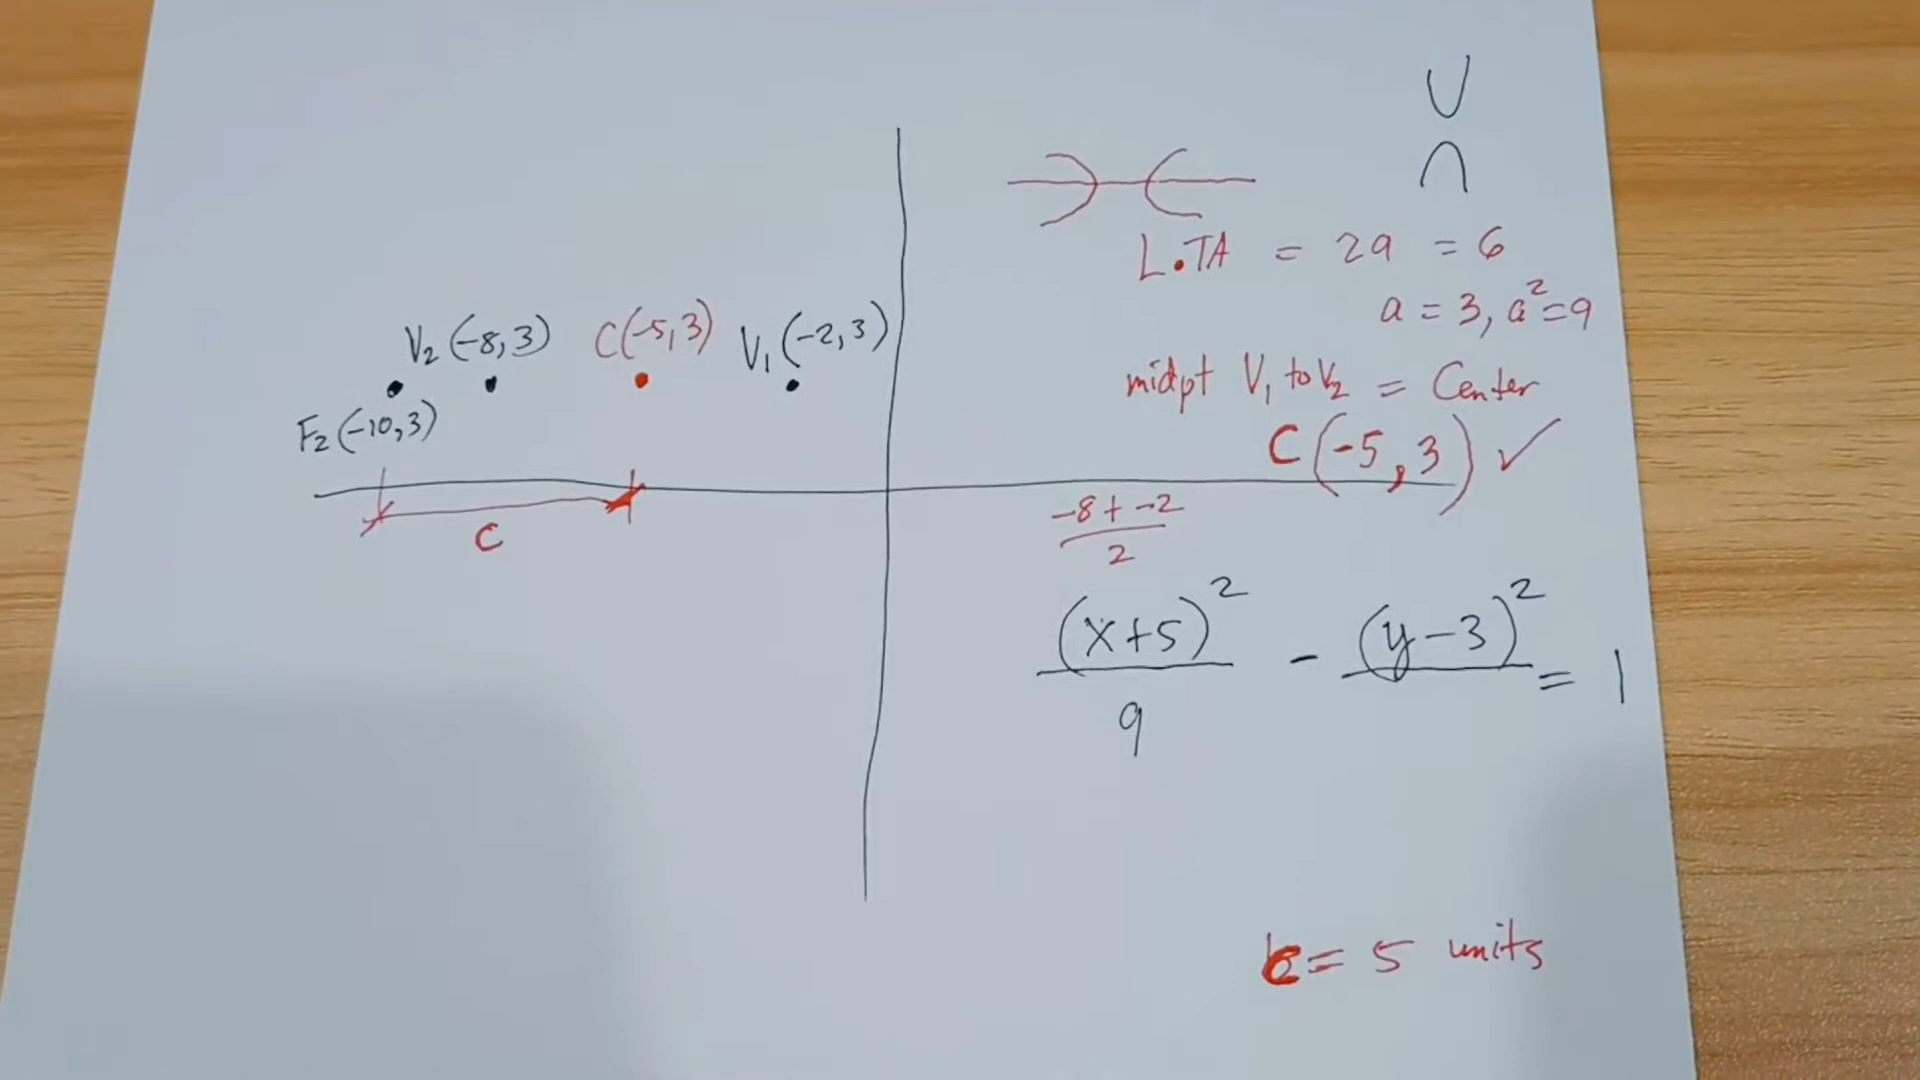 V₂(-8,3) C(-5,3) V₁(-2,3)
F₂(-10,3)
C
L.TA = 2a = 6
a = 3, a²=9
midpt V₁ to V₂ = Center
C(-5,3) ✓
-8 + -2
2
(x+5)² - (y-3)² = 1
9
c = 5 units